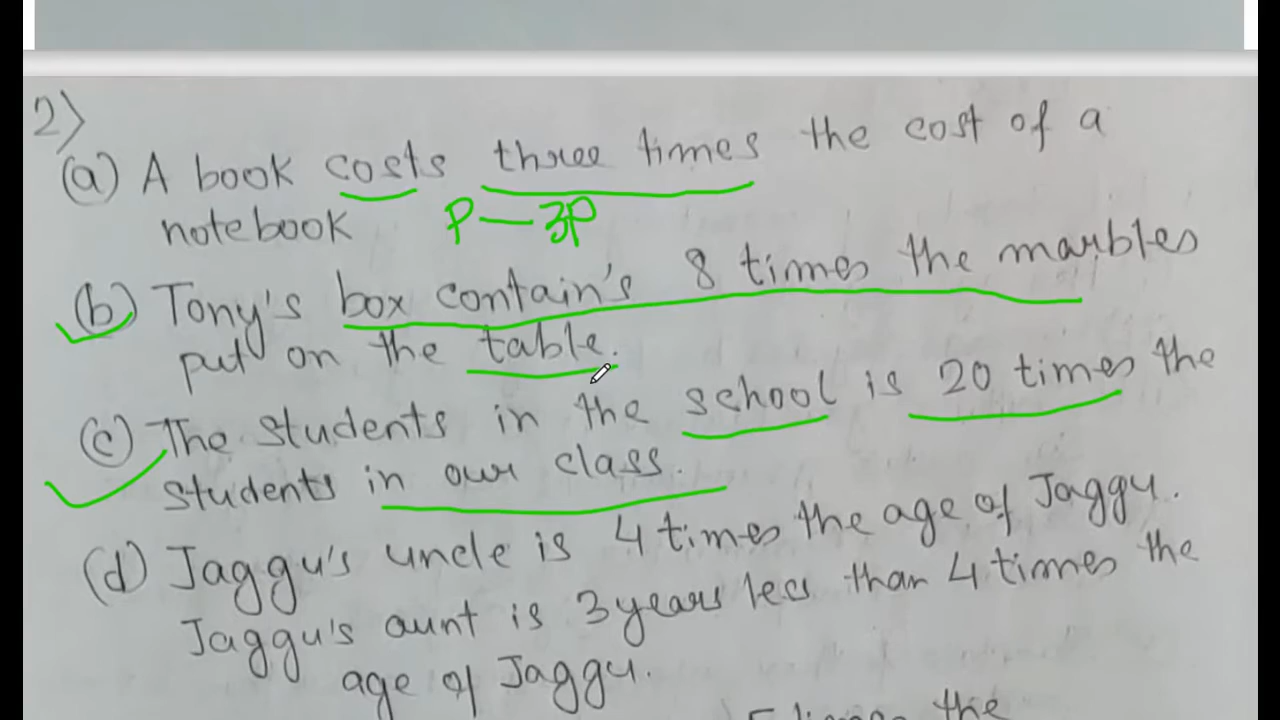 2)
(a) A book costs three times the cost of a
notebook P — 3P
(b) Tony's box contain's 8 times the marbles
put on the table.
(c) The students in the school is 20 times the
students in our class.
(d) Jaggu's uncle is 4 times the age of Jaggu.
Jaggu's aunt is 3 years less than 4 times the
age of Jaggu.
the